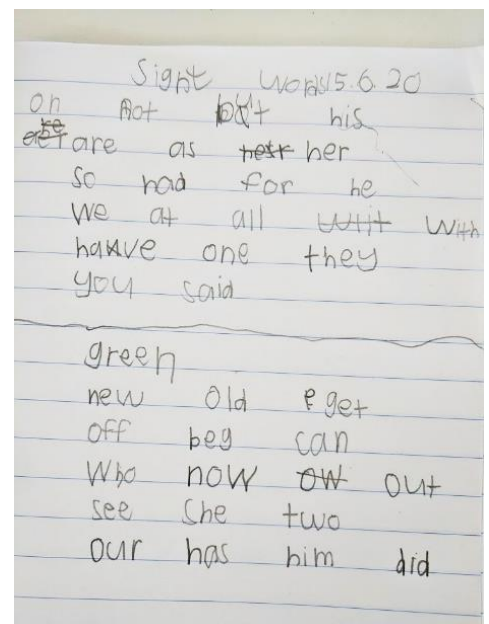 Sight Words 5.6.20
on not but his
are as her
so had for he
we at all with
have one they
you said
green
new old get
off beg can
who now out
see she two
our has him did